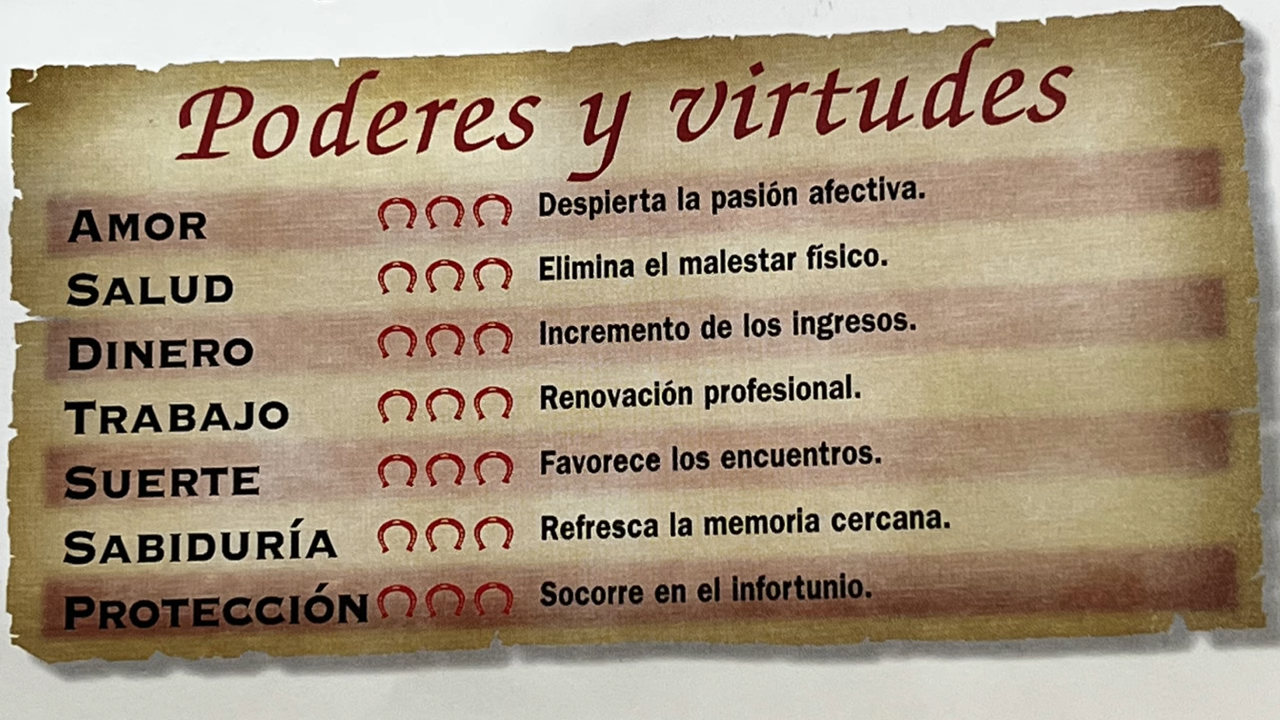 Poderes y virtudes
AMOR Despierta la pasión afectiva.
SALUD Elimina el malestar físico.
DINERO Incremento de los ingresos.
TRABAJO Renovación profesional.
SUERTE Favorece los encuentros.
SABIDURÍA Refresca la memoria cercana.
PROTECCIÓN Socorre en el infortunio.